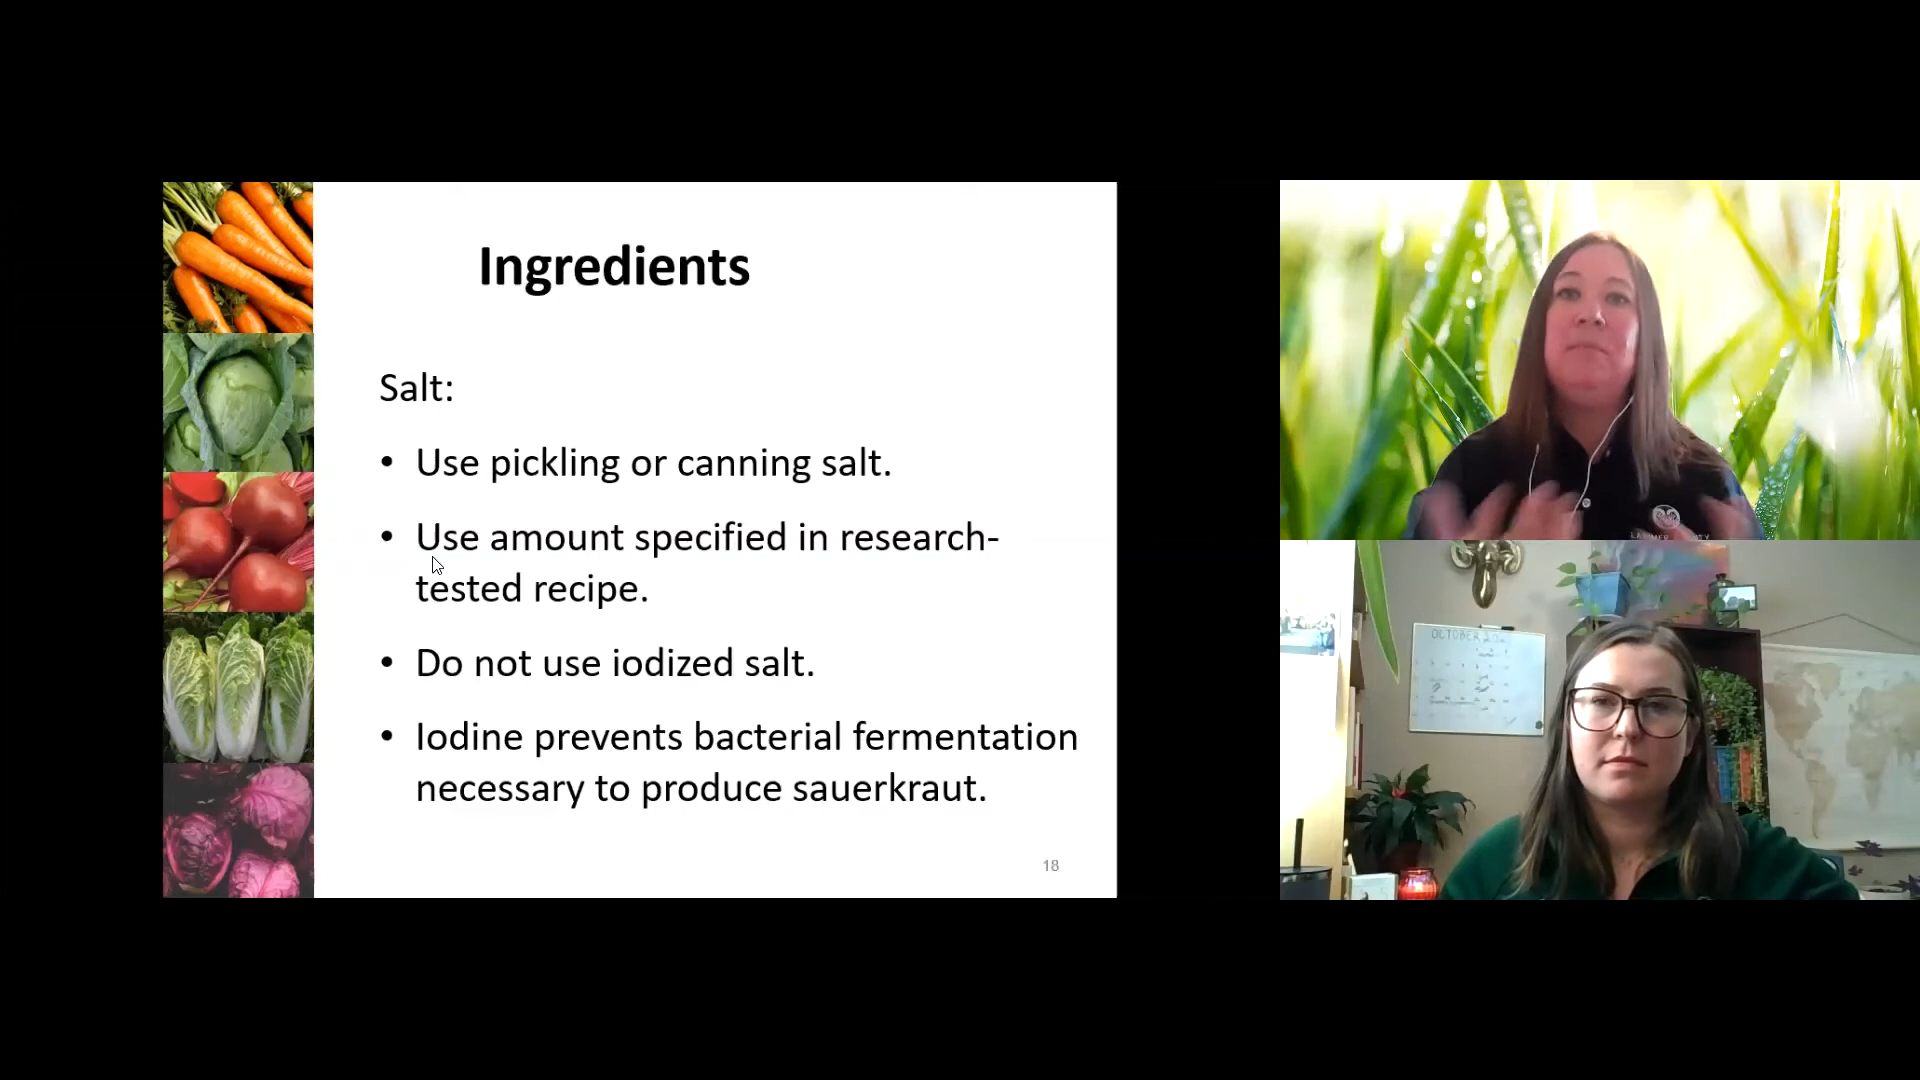 Ingredients
Salt:
• Use pickling or canning salt.
• Use amount specified in research-
tested recipe.
• Do not use iodized salt.
• Iodine prevents bacterial fermentation
necessary to produce sauerkraut.
18
OCTOBER